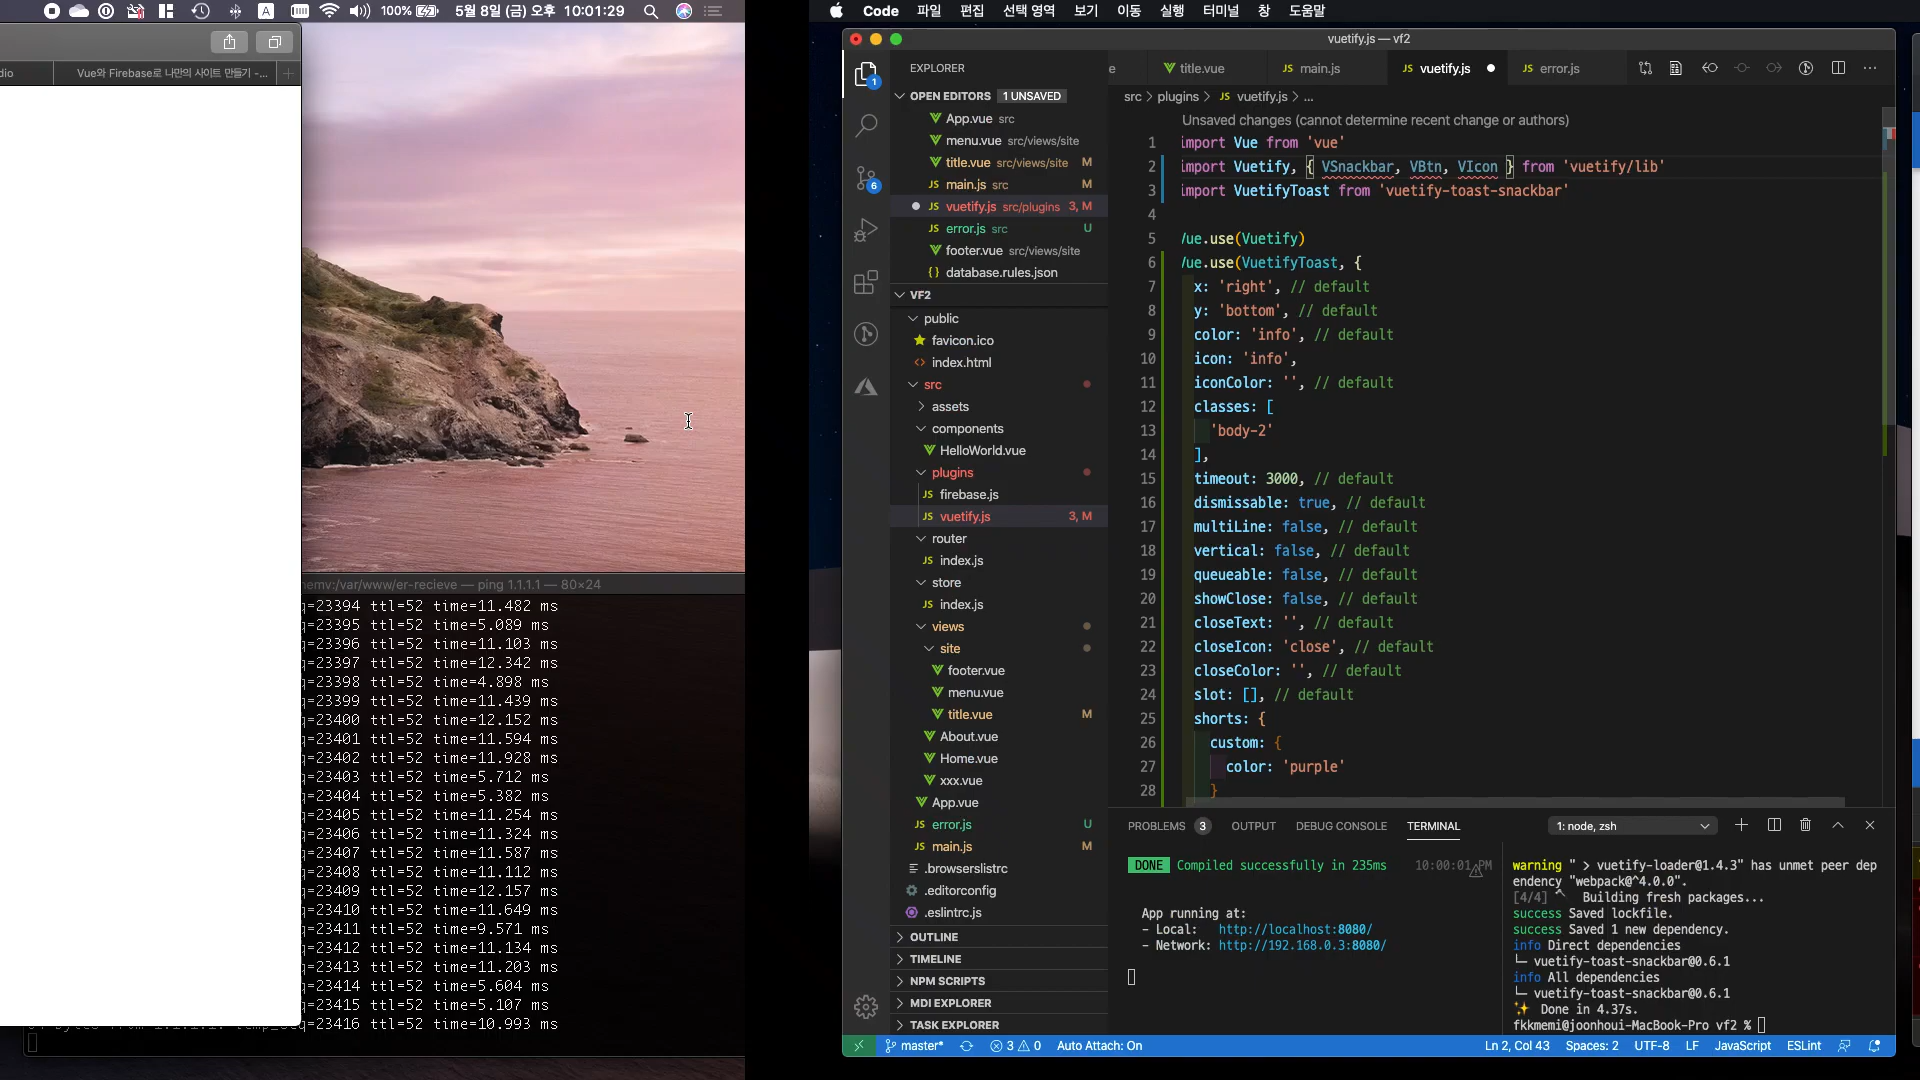 100%
5월 8일 (금) 오후 10:01:29
Code 파일 편집 선택 영역 보기 이동 실행 터미널 창 도움말
dio
Vue와 Firebase로 나만의 사이트 만들기 -...
ping 1.1.1.1 — 80×24
=23394 ttl=52 time=11.482 ms
=23395 ttl=52 time=5.089 ms
=23396 ttl=52 time=11.103 ms
=23397 ttl=52 time=12.342 ms
=23398 ttl=52 time=4.898 ms
=23399 ttl=52 time=11.439 ms
=23400 ttl=52 time=12.152 ms
=23401 ttl=52 time=11.594 ms
=23402 ttl=52 time=11.928 ms
=23403 ttl=52 time=5.712 ms
=23404 ttl=52 time=5.382 ms
=23405 ttl=52 time=11.254 ms
=23406 ttl=52 time=11.324 ms
=23407 ttl=52 time=11.587 ms
=23408 ttl=52 time=11.112 ms
=23409 ttl=52 time=12.157 ms
=23410 ttl=52 time=11.649 ms
=23411 ttl=52 time=9.571 ms
=23412 ttl=52 time=11.134 ms
=23413 ttl=52 time=11.203 ms
=23414 ttl=52 time=5.604 ms
=23415 ttl=52 time=5.107 ms
=23416 ttl=52 time=10.993 ms
vuetify.js — vf2
1
6
EXPLORER
OPEN EDITORS 1 UNSAVED
App.vue src
menu.vue src/views/site
title.vue src/views/site M
JS main.js src M
JS vuetify.js src/plugins 3, M
JS error.js src U
footer.vue src/views/site
{} database.rules.json
VF2
public
favicon.ico
<> index.html
src
assets
components
HelloWorld.vue
plugins
JS firebase.js
JS vuetify.js 3, M
router
JS index.js
store
JS index.js
views
site
footer.vue
menu.vue
title.vue M
About.vue
Home.vue
xxx.vue
App.vue
JS error.js U
JS main.js M
.browserslistrc
.editorconfig
.eslintrc.js
OUTLINE
TIMELINE
NPM SCRIPTS
MDI EXPLORER
TASK EXPLORER
e title.vue JS main.js JS vuetify.js JS error.js
src > plugins > JS vuetify.js > ...
Unsaved changes (cannot determine recent change or authors)
1 import Vue from 'vue'
2 import Vuetify, { VSnackbar, VBtn, VIcon } from 'vuetify/lib'
3 import VuetifyToast from 'vuetify-toast-snackbar'
4
5 Vue.use(Vuetify)
6 Vue.use(VuetifyToast, {
7 x: 'right', // default
8 y: 'bottom', // default
9 color: 'info', // default
10 icon: 'info',
11 iconColor: '', // default
12 classes: [
13 'body-2'
14 ],
15 timeout: 3000, // default
16 dismissable: true, // default
17 multiLine: false, // default
18 vertical: false, // default
19 queueable: false, // default
20 showClose: false, // default
21 closeText: '', // default
22 closeIcon: 'close', // default
23 closeColor: '', // default
24 slot: [], // default
25 shorts: {
26 custom: {
27 color: 'purple'
28 }
PROBLEMS 3 OUTPUT DEBUG CONSOLE TERMINAL 1: node, zsh
DONE Compiled successfully in 235ms 10:00:01 PM
App running at:
- Local: http://localhost:8080/
- Network: http://192.168.0.3:8080/
warning " > vuetify-loader@1.4.3" has unmet peer dep
endency "webpack@^4.0.0".
[4/4] Building fresh packages...
success Saved lockfile.
success Saved 1 new dependency.
info Direct dependencies
└─ vuetify-toast-snackbar@0.6.1
info All dependencies
└─ vuetify-toast-snackbar@0.6.1
✨ Done in 4.37s.
fkkmemi@joonhoui-MacBook-Pro vf2 %
master* 3 0 Auto Attach: On Ln 2, Col 43 Spaces: 2 UTF-8 LF JavaScript ESLint